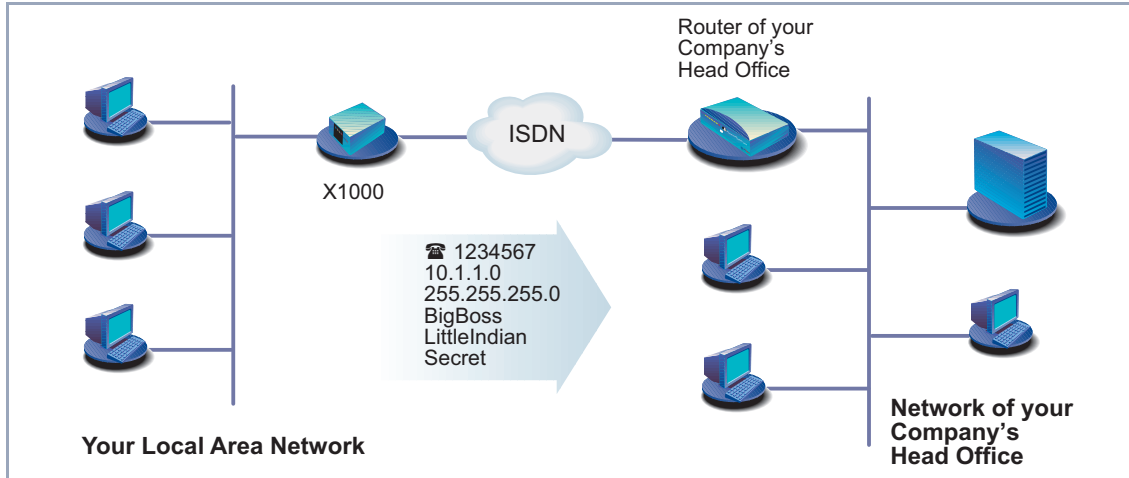 Router of your
Company's
Head Office
ISDN
X1000
☎ 1234567
10.1.1.0
255.255.255.0
BigBoss
LittleIndian
Secret
Your Local Area Network
Network of your
Company's
Head Office